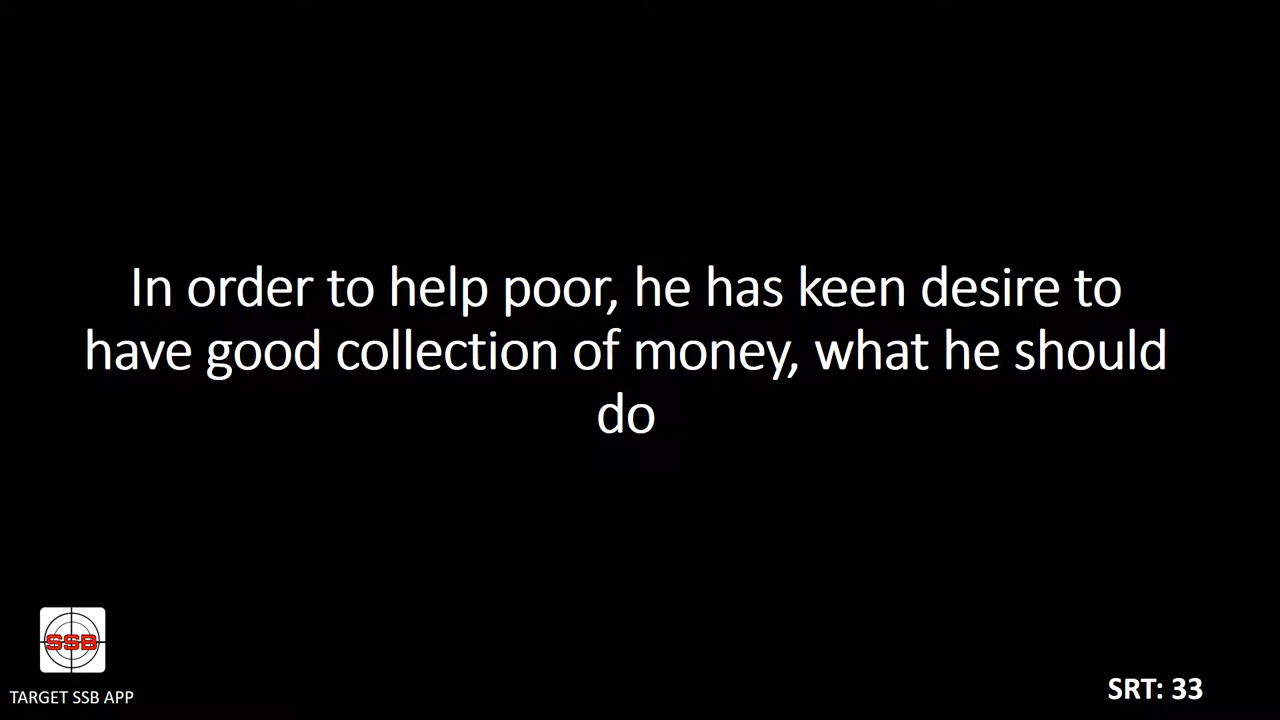 In order to help poor, he has keen desire to
have good collection of money, what he should
do
SSB
TARGET SSB APP
SRT: 33